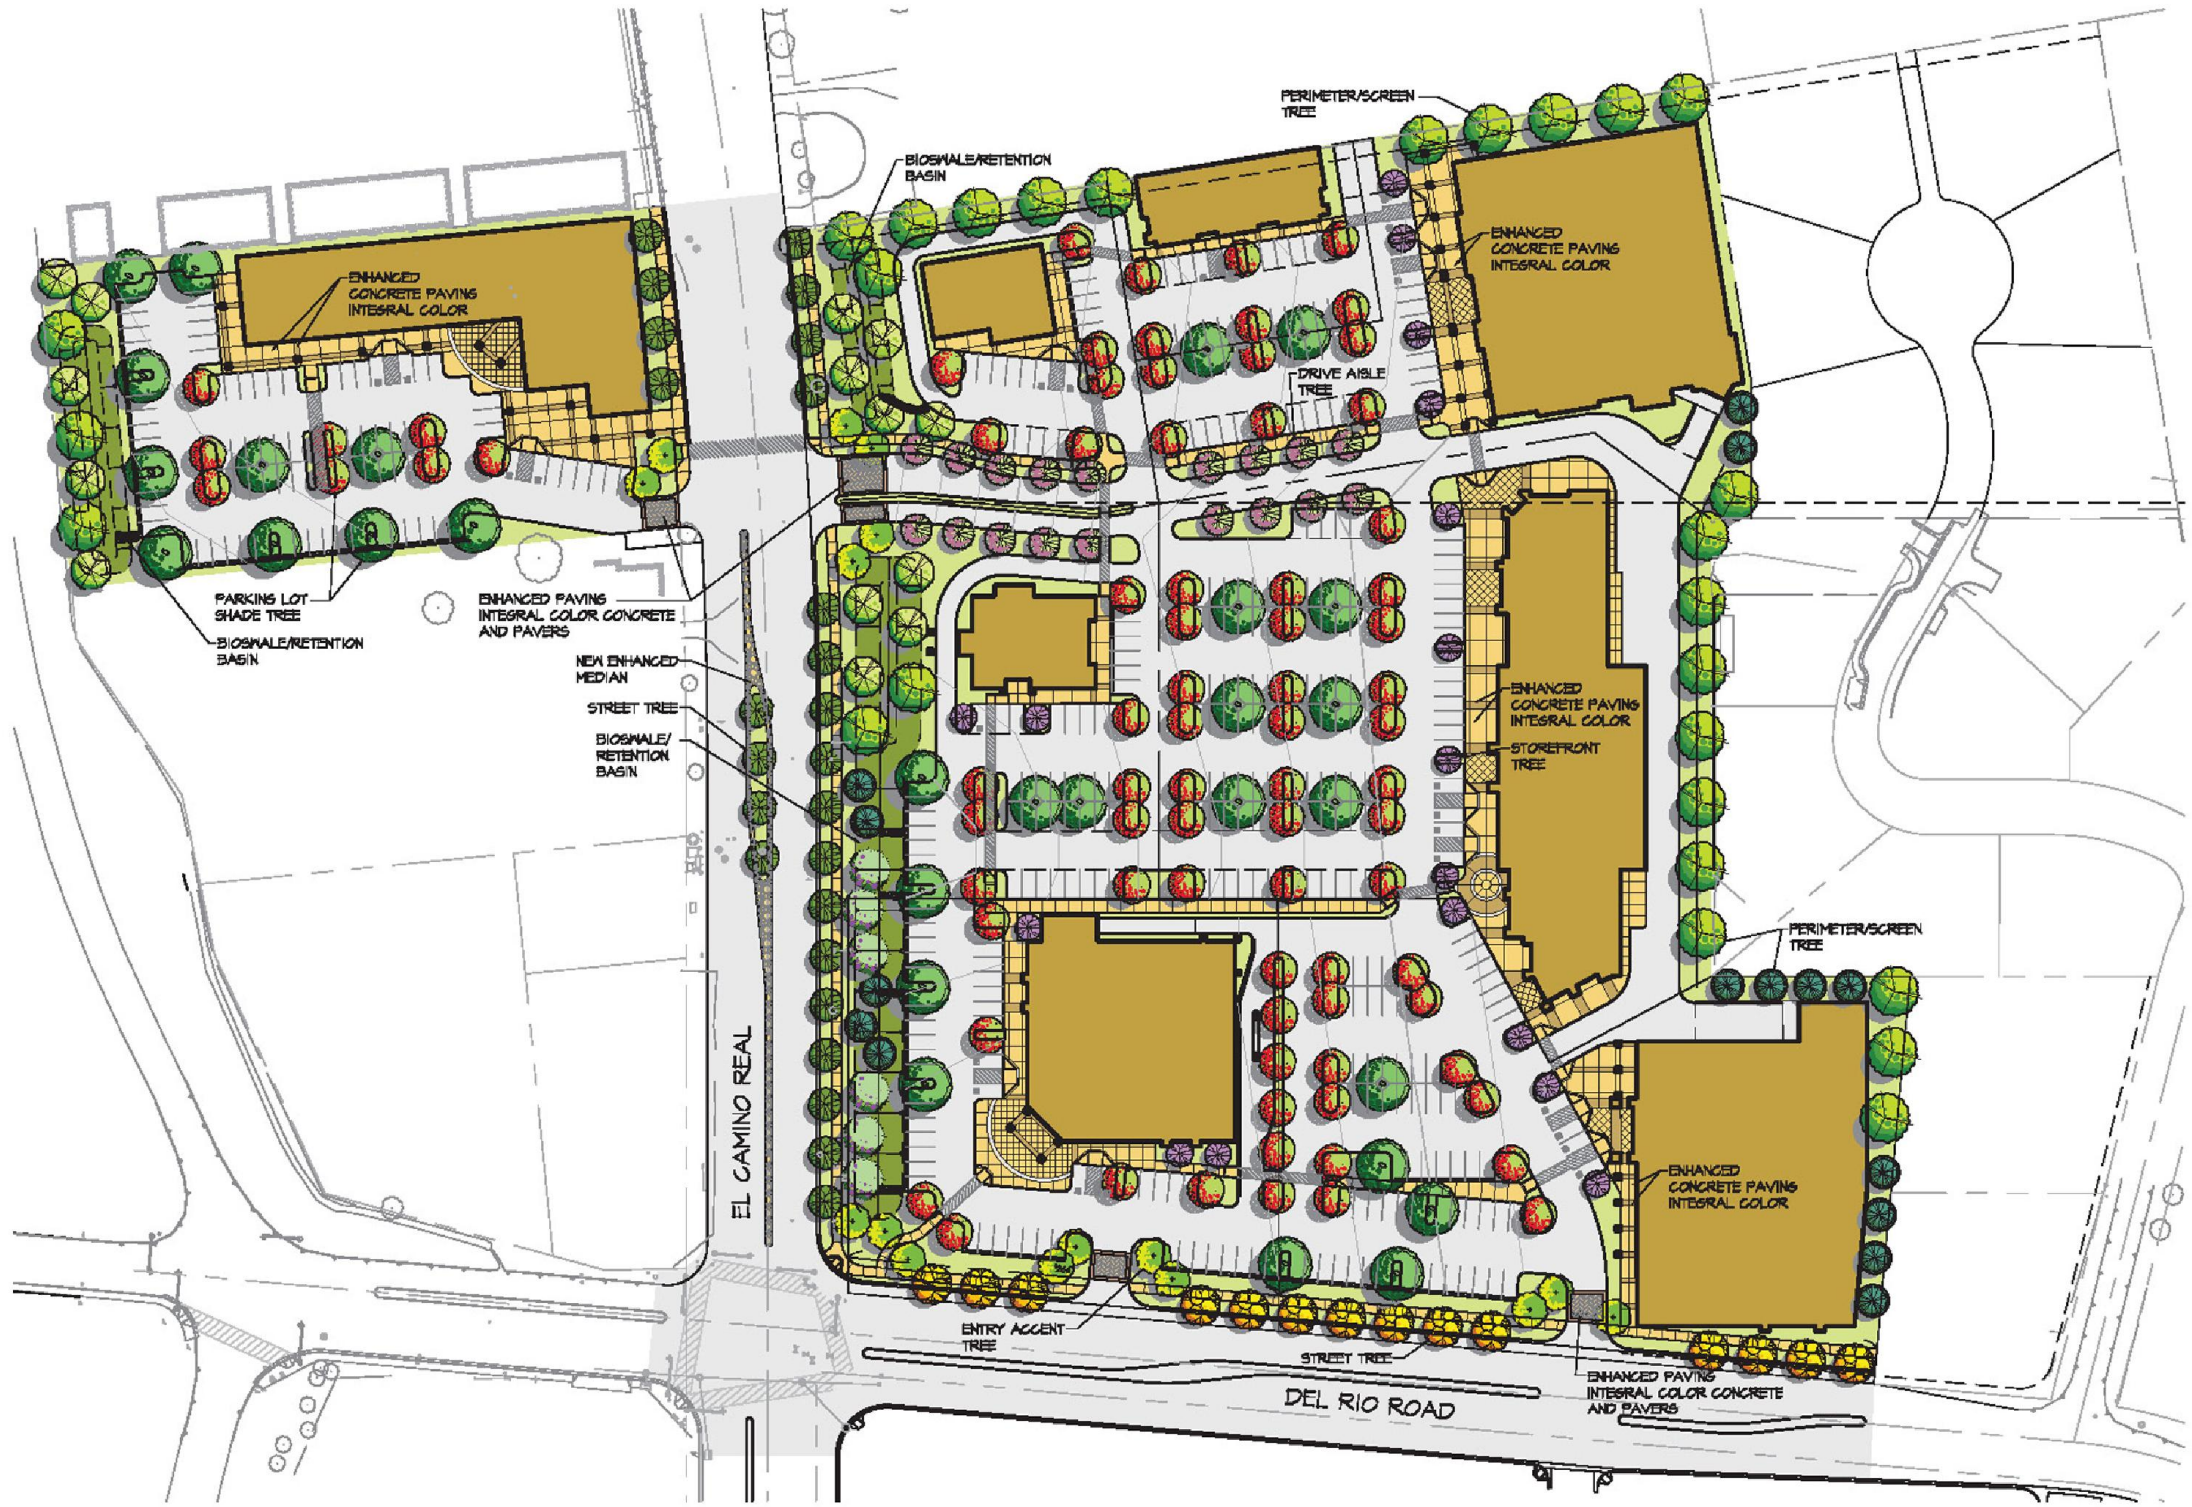 PERIMETER/SCREEN
TREE
BIOSWALE/RETENTION
BASIN
ENHANCED
CONCRETE PAVING
INTEGRAL COLOR
ENHANCED
CONCRETE PAVING
INTEGRAL COLOR
DRIVE AISLE
TREE
PARKING LOT
SHADE TREE
BIOSWALE/RETENTION
BASIN
ENHANCED PAVING
INTEGRAL COLOR CONCRETE
AND PAVERS
NEW ENHANCED
MEDIAN
STREET TREE
BIOSWALE/
RETENTION
BASIN
ENHANCED
CONCRETE PAVING
INTEGRAL COLOR
STOREFRONT
TREE
PERIMETER/SCREEN
TREE
EL CAMINO REAL
ENHANCED
CONCRETE PAVING
INTEGRAL COLOR
ENTRY ACCENT
TREE
STREET TREE
ENHANCED PAVING
INTEGRAL COLOR CONCRETE
AND PAVERS
DEL RIO ROAD